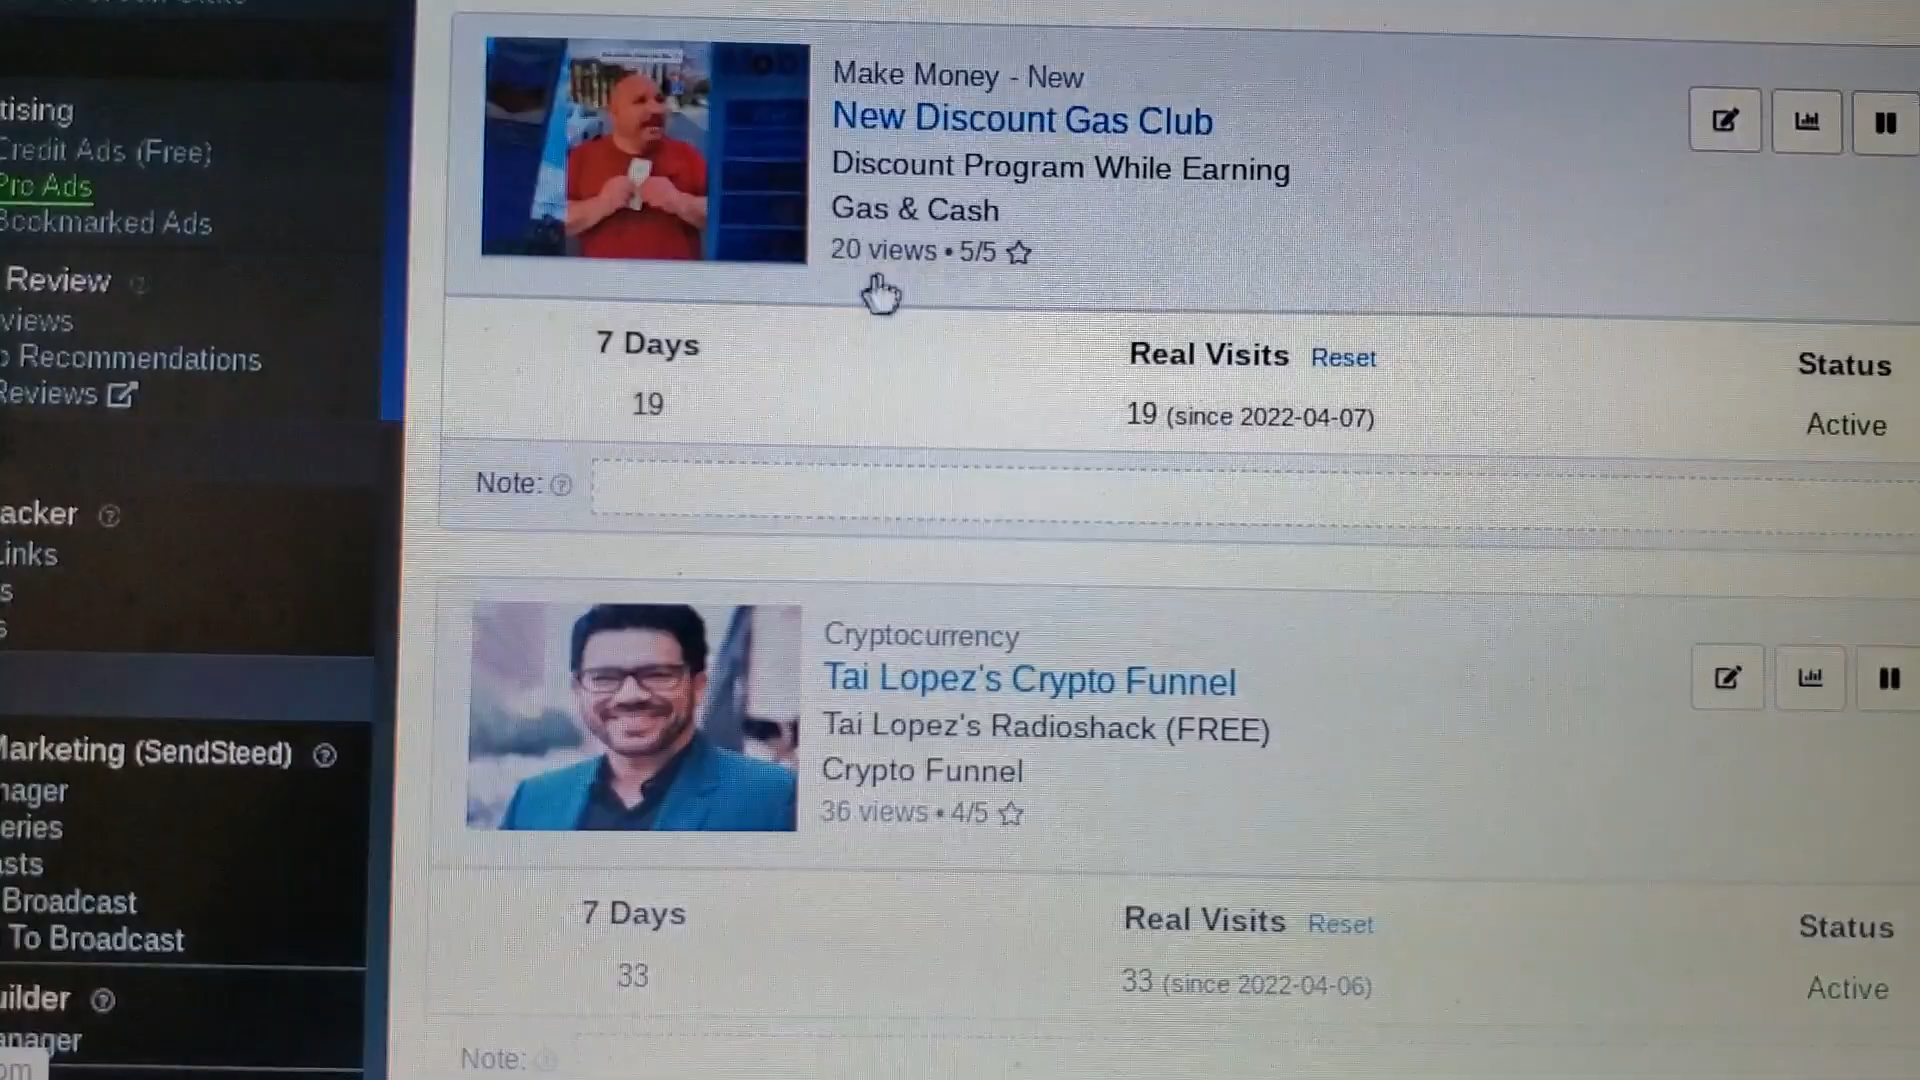 tising
Credit Ads (Free)
Pro Ads
Bookmarked Ads
Review
views
Recommendations
Reviews
acker
Links
s
s
Marketing (SendSteed)
nager
eries
asts
Broadcast
To Broadcast
uilder
anager
om
Make Money - New
New Discount Gas Club
Discount Program While Earning
Gas & Cash
20 views • 5/5
7 Days
Real Visits Reset
Status
19
19 (since 2022-04-07)
Active
Note:
Cryptocurrency
Tai Lopez's Crypto Funnel
Tai Lopez's Radioshack (FREE)
Crypto Funnel
36 views • 4/5
7 Days
Real Visits Reset
Status
33
33 (since 2022-04-06)
Active
Note: